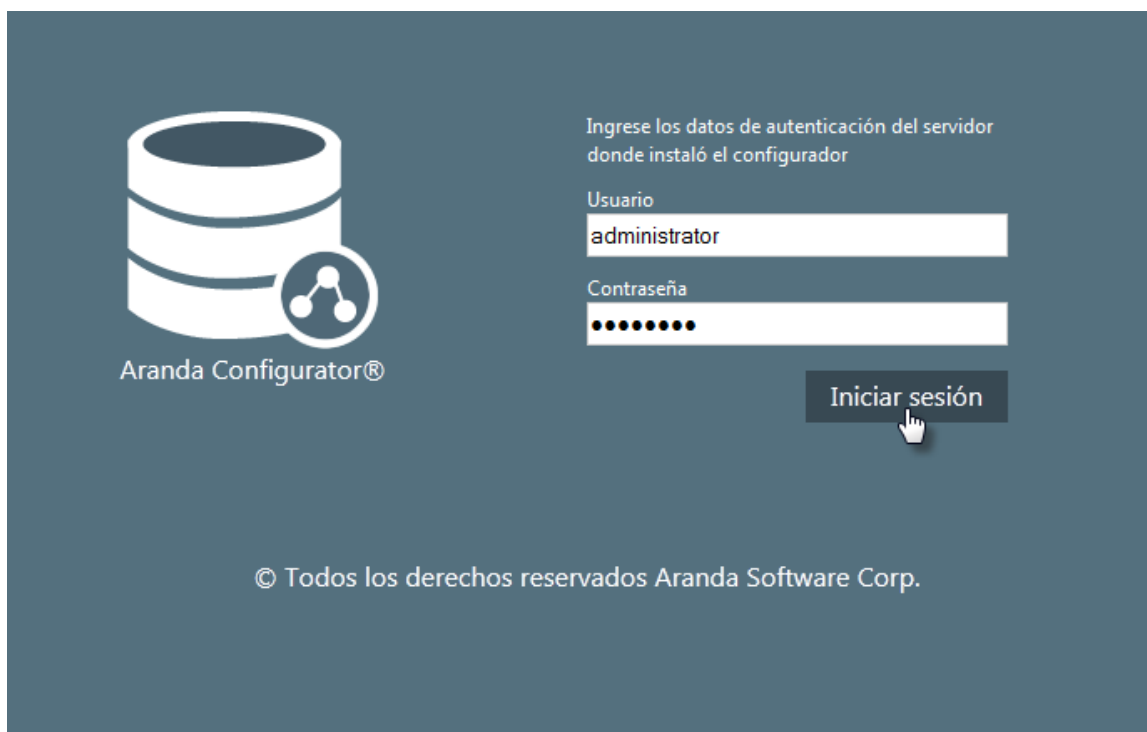 Ingrese los datos de autenticación del servidor
donde instaló el configurador
Usuario
administrator
Contraseña
••••••••
Aranda Configurator®
Iniciar sesión
© Todos los derechos reservados Aranda Software Corp.